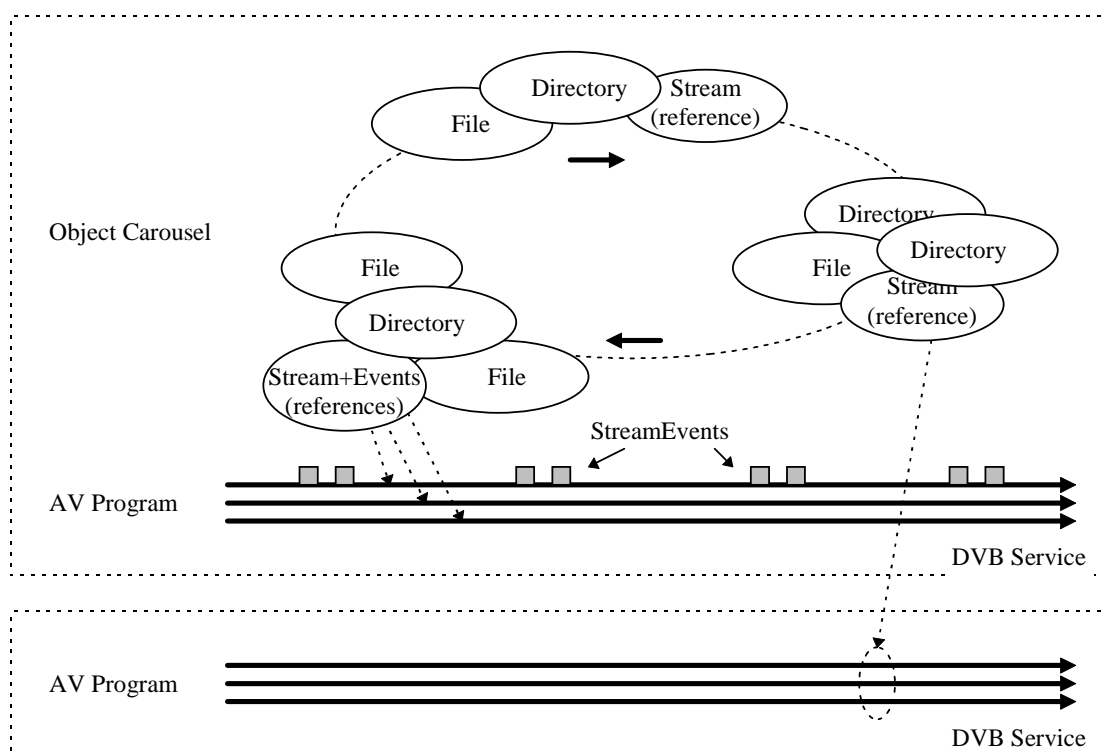 Directory
Stream
(reference)
File
Directory
Object Carousel
Directory
File
File
Stream
(reference)
Directory
Stream+Events
(references)
File
StreamEvents
AV Program
DVB Service
AV Program
DVB Service